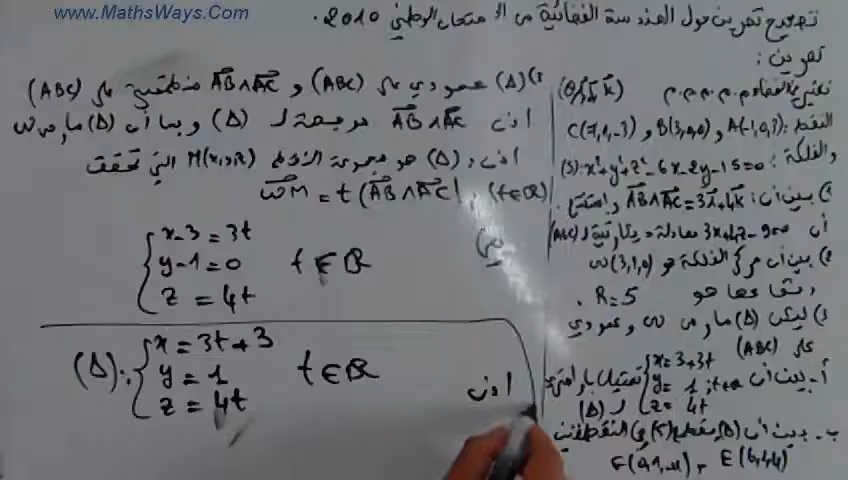 www.MathsWays.Com
تصحيح تمرين حول الهندسة الفضائية من الامتحان الوطني 2010.
تمرين:
نعتبر في الفضاء م.م.م.م (O,i,j,k)
النقط: A(-1,0,3) و B(3,0,0) و C(7,1,-3)
والفلكة: (S): x²+y²+z²-6x-2y-15=0
1) بين أن: AB∧AC=3i+4k واستنتج
أن 3x+4z-9=0 معادلة ديكارتية ل (ABC)
2) بين أن مركز الفلكة هو ω(3,1,0)
وشعاعها هو R=5.
3) ليكن (Δ) مار من ω وعمودي
على (ABC)
أ- بين أن { x=3+3t
y= 1 ; t∈R
z= 4t تمثيل بارامتري
ل (Δ)
ب- بين أن (Δ) يقطع (S) في النقطتين
E(6,1,4) و F(0,1,-4)
3) أ) (Δ) عمودي على (ABC) و AB∧AC منظمية على (ABC)
اذن AB∧AC موجهة ل (Δ) وبما أن (Δ) مار من ω
اذن: (Δ) هو مجموعة النقط M(x,y,z) التي تحقق
ωM = t(AB∧AC), (t∈R)
يعني
{ x-3=3t
y-1=0 t∈R
z=4t
(Δ): { x=3t+3
y=1 t∈R
z=4t
اذن